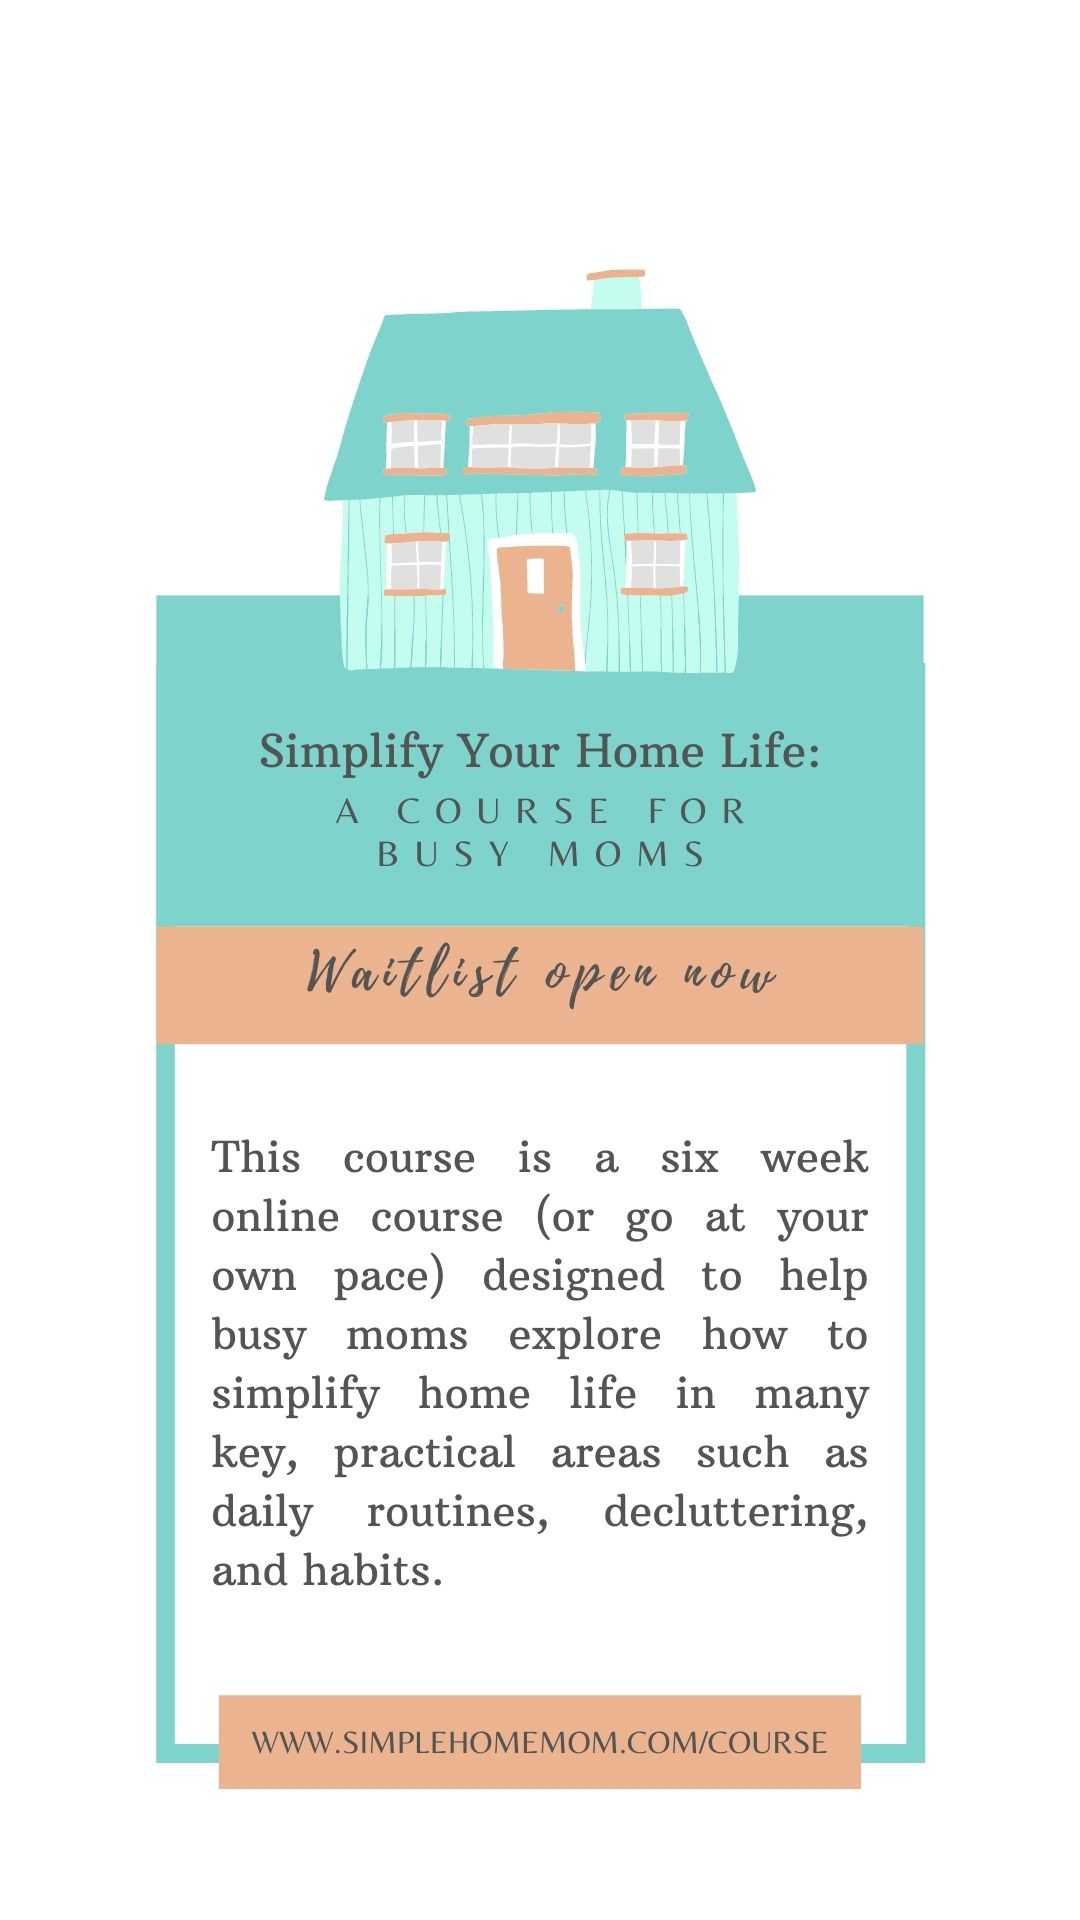 Simplify Your Home Life:
A COURSE FOR
BUSY MOMS
Waitlist open now
This course is a six week
online course (or go at your
own pace) designed to help
busy moms explore how to
simplify home life in many
key, practical areas such as
daily routines, decluttering,
and habits.
WWW.SIMPLEHOMEMOM.COM/COURSE